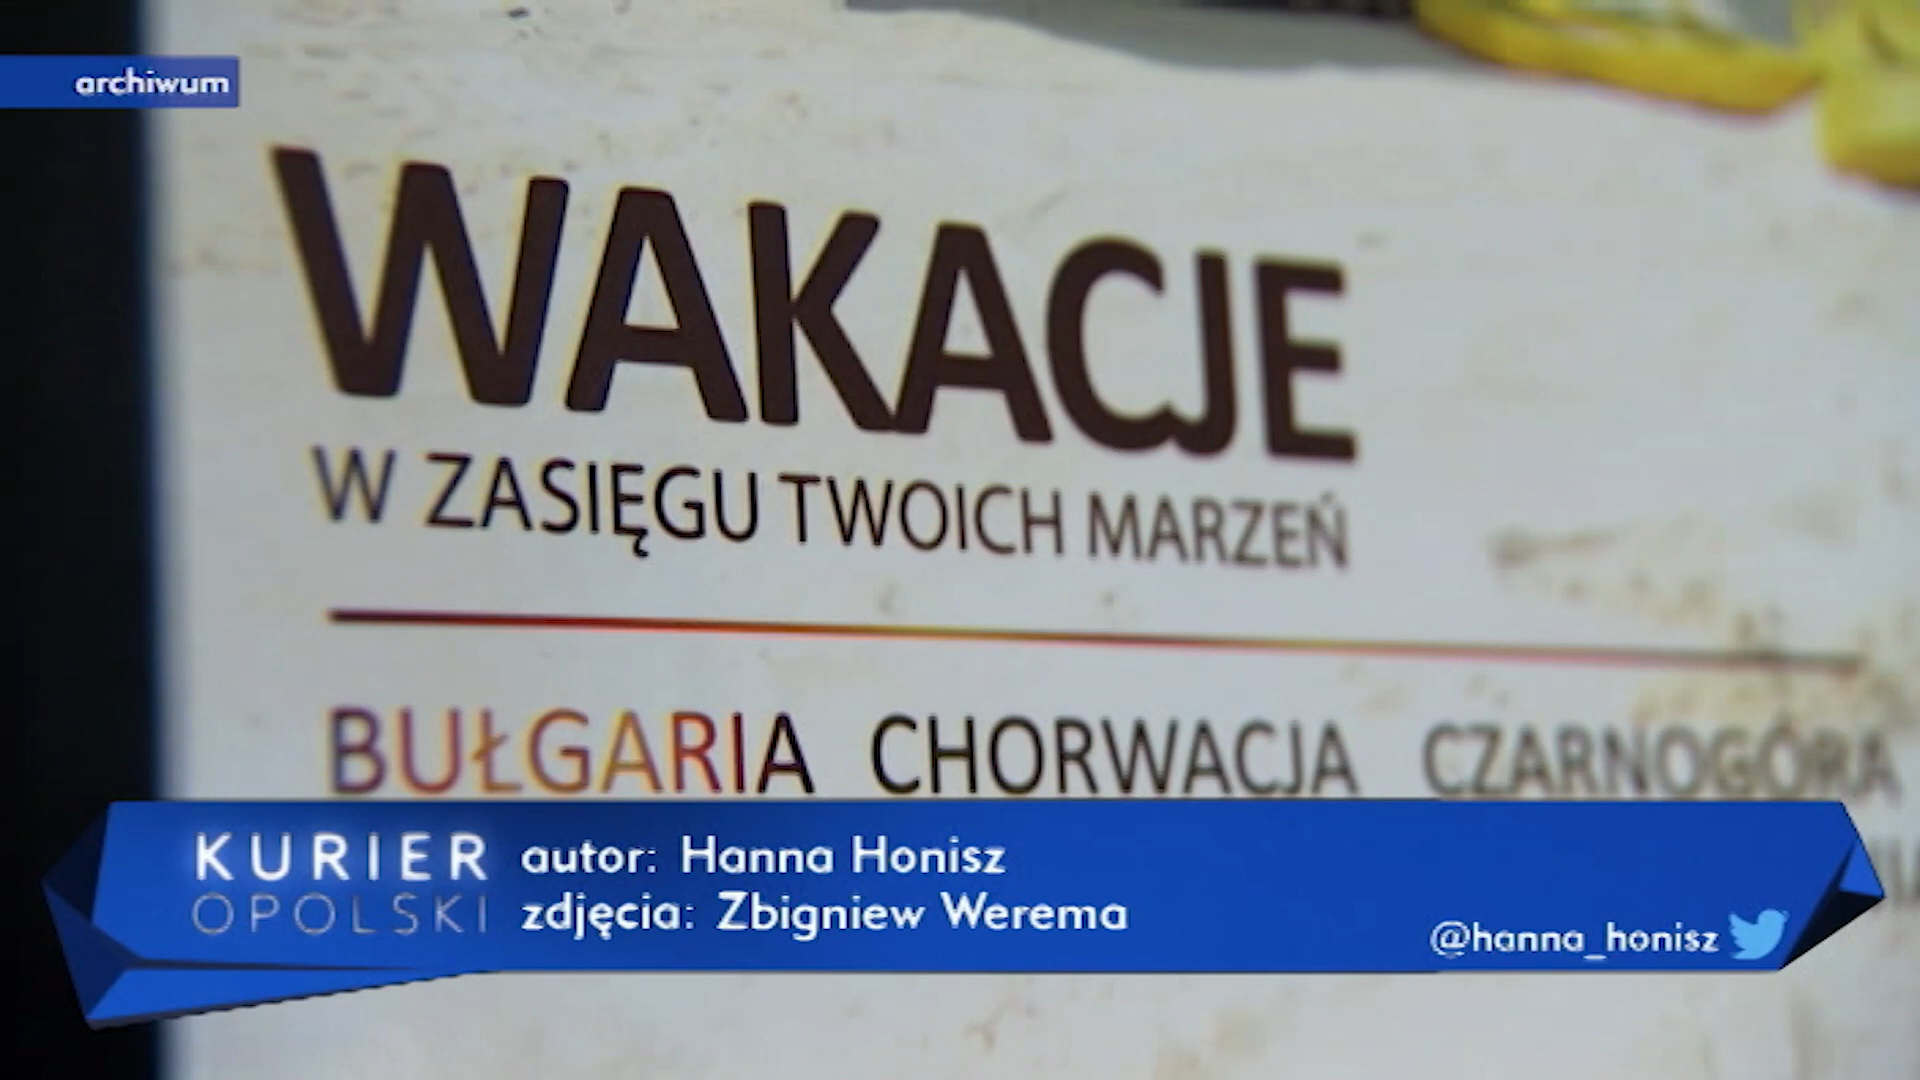 archiwum
WAKACJE
W ZASIĘGU TWOICH MARZEŃ
BUŁGARIA CHORWACJA CZARNOGÓRA
KURIER
OPOLSKI
autor: Hanna Honisz
zdjęcia: Zbigniew Werema
@hanna_honisz